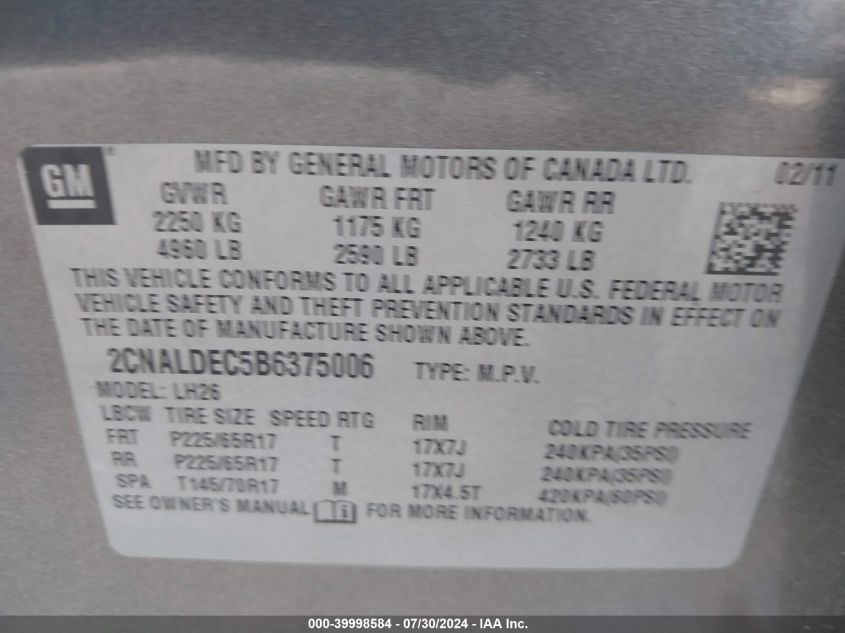 GM
MFD BY GENERAL MOTORS OF CANADA LTD. 02/11
GVWR GAWR FRT GAWR RR
2250 KG 1175 KG 1240 KG
4960 LB 2590 LB 2733 LB
THIS VEHICLE CONFORMS TO ALL APPLICABLE U.S. FEDERAL MOTOR
VEHICLE SAFETY AND THEFT PREVENTION STANDARDS IN EFFECT ON
THE DATE OF MANUFACTURE SHOWN ABOVE.
2CNALDEC5B6375006 TYPE: M.P.V.
MODEL: LH26
LBCW TIRE SIZE SPEED RTG RIM COLD TIRE PRESSURE
FRT P225/65R17 T 17X7J 240KPA(35PSI)
RR P225/65R17 T 17X7J 240KPA(35PSI)
SPA T145/70R17 M 17X4.5T 420KPA(60PSI)
SEE OWNER'S MANUAL i FOR MORE INFORMATION.
000-39998584 / 07/30/2024 - IAA Inc.